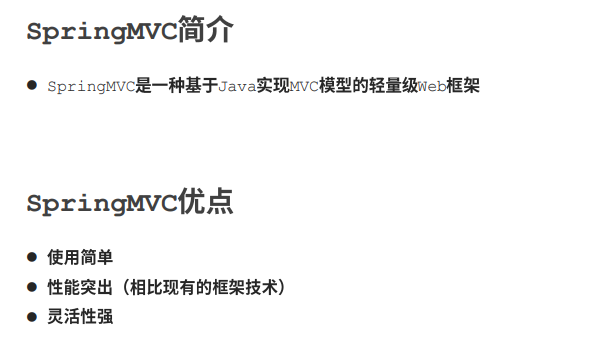 SpringMVC简介
● SpringMVC是一种基于Java实现MVC模型的轻量级Web框架
SpringMVC优点
● 使用简单
● 性能突出（相比现有的框架技术）
● 灵活性强